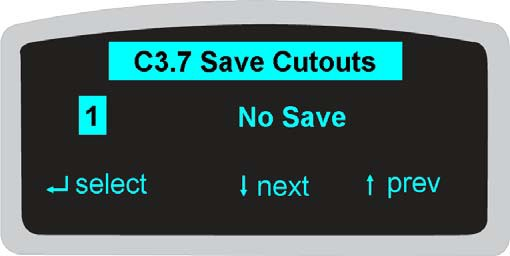 C3.7 Save Cutouts
1 No Save
↵ select ↓ next ↑ prev